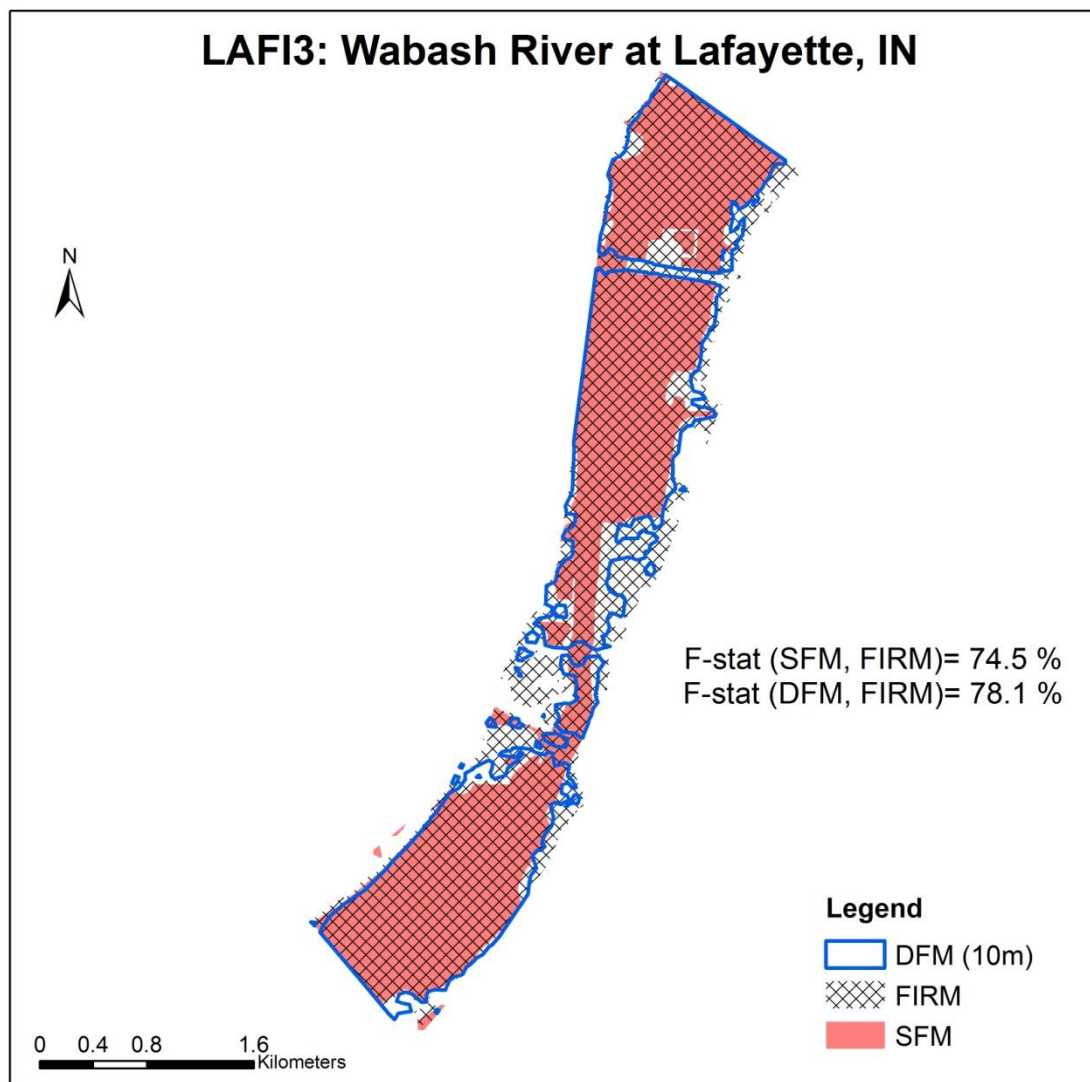 LAFI3: Wabash River at Lafayette, IN
N
F-stat (SFM, FIRM)= 74.5 %
F-stat (DFM, FIRM)= 78.1 %
Legend
DFM (10m)
FIRM
SFM
0 0.4 0.8 1.6
Kilometers